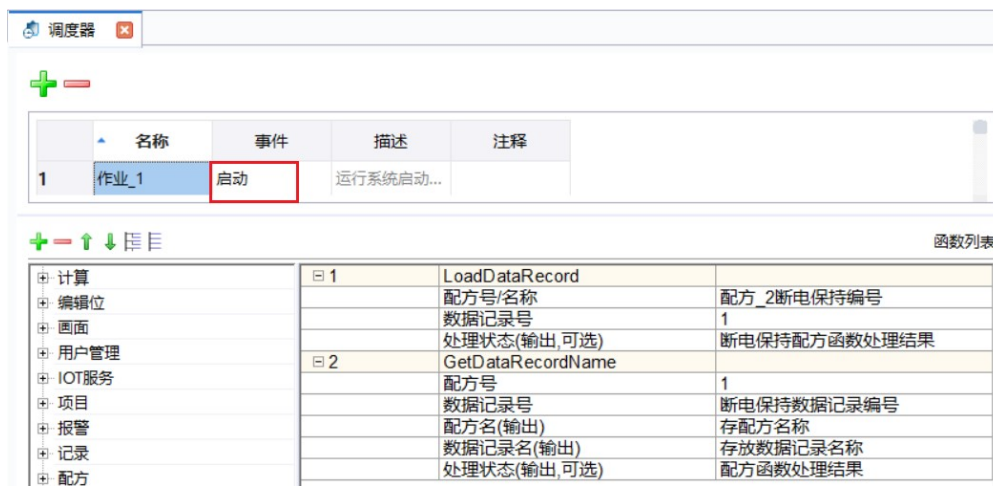 调度器
名称 事件 描述 注释
1 作业_1 启动 运行系统启动...
函数列表
计算
编辑位
画面
用户管理
IOT服务
项目
报警
记录
配方
1 LoadDataRecord
配方号/名称 配方_2断电保持编号
数据记录号 1
处理状态(输出,可选) 断电保持配方函数处理结果
2 GetDataRecordName
配方号 1
数据记录号 断电保持数据记录编号
配方名(输出) 存配方名称
数据记录名(输出) 存放数据记录名称
处理状态(输出,可选) 配方函数处理结果